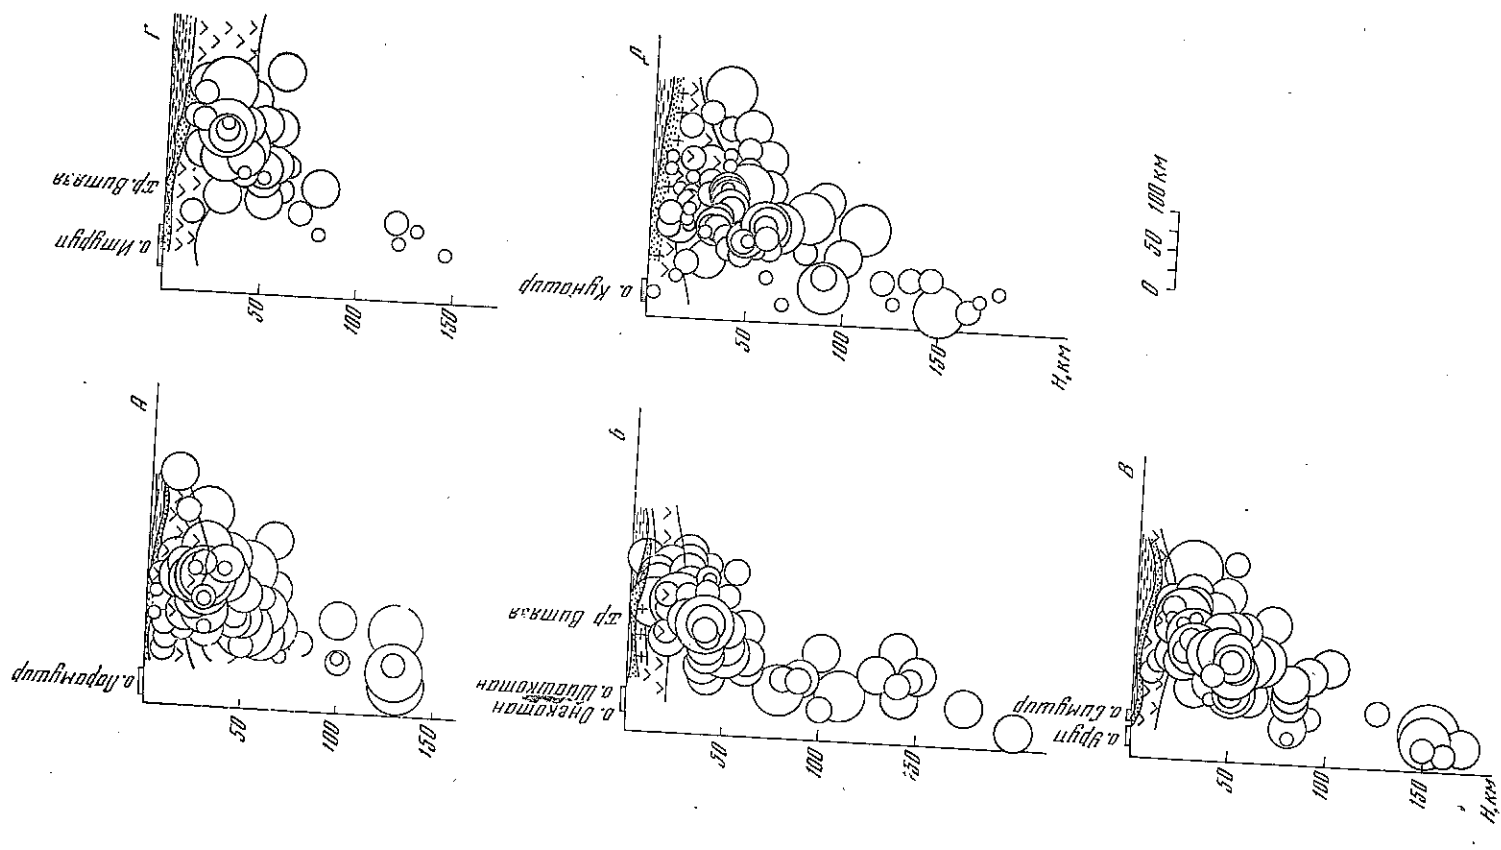 А
о. Парамушир
50
100
150
Б
хр. Витязя
о. Шиашкотан
о. Онекотан
50
100
150
В
о. Симушир
о. Уруп
50
100
150
Н, км
Г
хр. Витязя
о. Итуруп
50
100
150
Д
о. Кунашир
50
100
150
Н, км
0 50 100 км